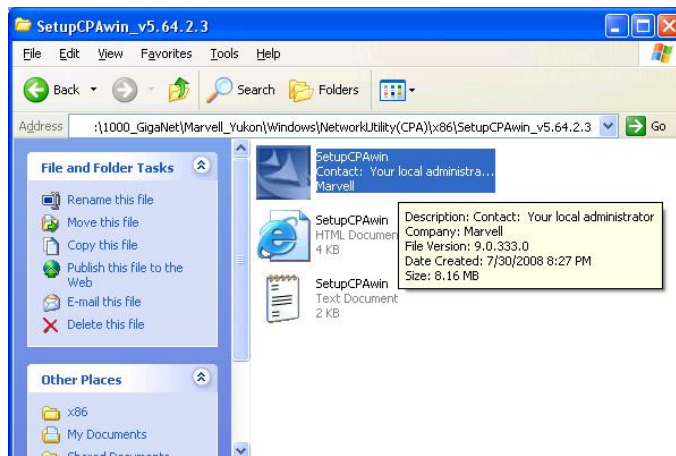 SetupCPAwin_v5.64.2.3
File Edit View Favorites Tools Help
Back Search Folders
Address :\1000_GigaNet\Marvell_Yukon\Windows\NetworkUtility(CPA)\x86\SetupCPAwin_v5.64.2.3 Go
File and Folder Tasks
Rename this file
Move this file
Copy this file
Publish this file to the
Web
E-mail this file
Delete this file
Other Places
x86
My Documents
Shared Documents
SetupCPAwin
Contact: Your local administra...
Marvell
SetupCPAwin
HTML Documen
4 KB
SetupCPAwin
Text Document
2 KB
Description: Contact: Your local administrator
Company: Marvell
File Version: 9.0.333.0
Date Created: 7/30/2008 8:27 PM
Size: 8.16 MB